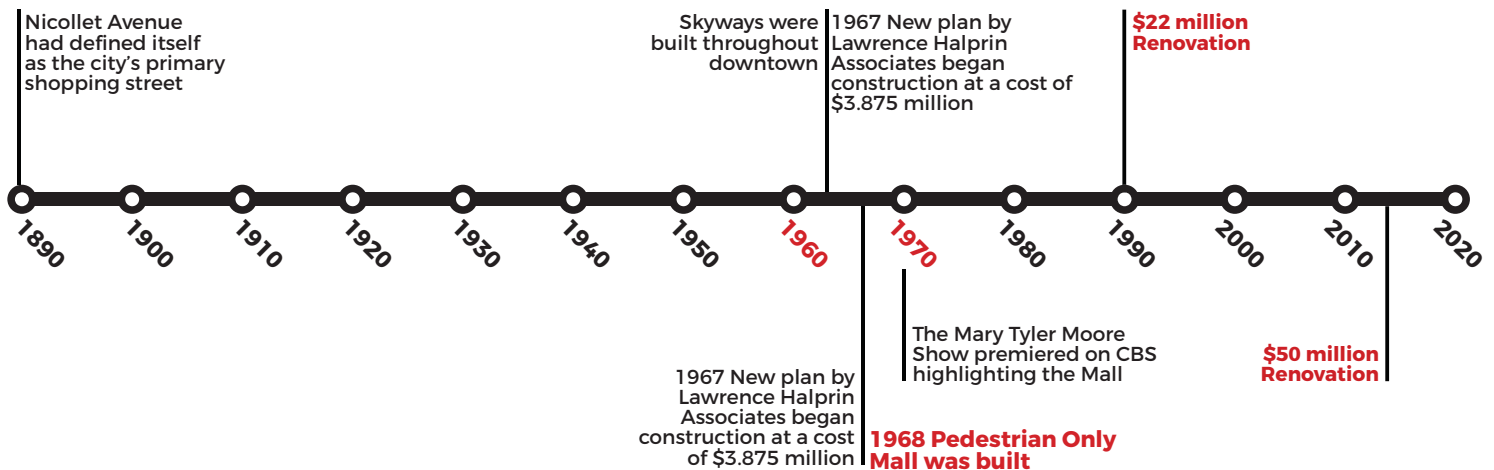 Nicollet Avenue
had defined itself
as the city's primary
shopping street
Skyways were
built throughout
downtown
1967 New plan by
Lawrence Halprin
Associates began
construction at a cost of
$3.875 million
$22 million
Renovation
1890
1900
1910
1920
1930
1940
1950
1960
1970
1980
1990
2000
2010
2020
1967 New plan by
Lawrence Halprin
Associates began
construction at a cost
of $3.875 million
1968 Pedestrian Only
Mall was built
The Mary Tyler Moore
Show premiered on CBS
highlighting the Mall
$50 million
Renovation